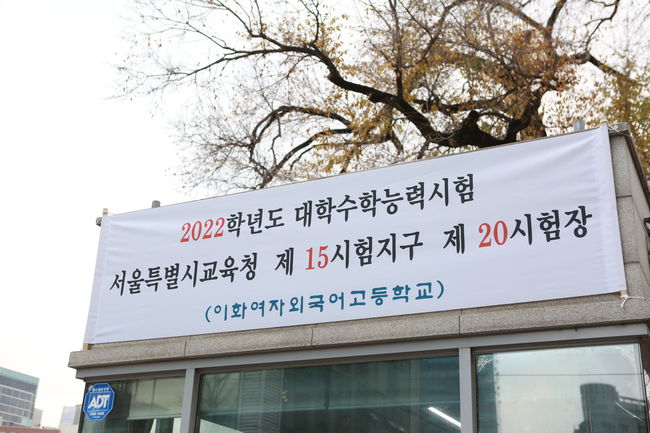 2022학년도 대학수학능력시험
서울특별시교육청 제 15시험지구 제 20시험장
(이화여자외국어고등학교)
ADT